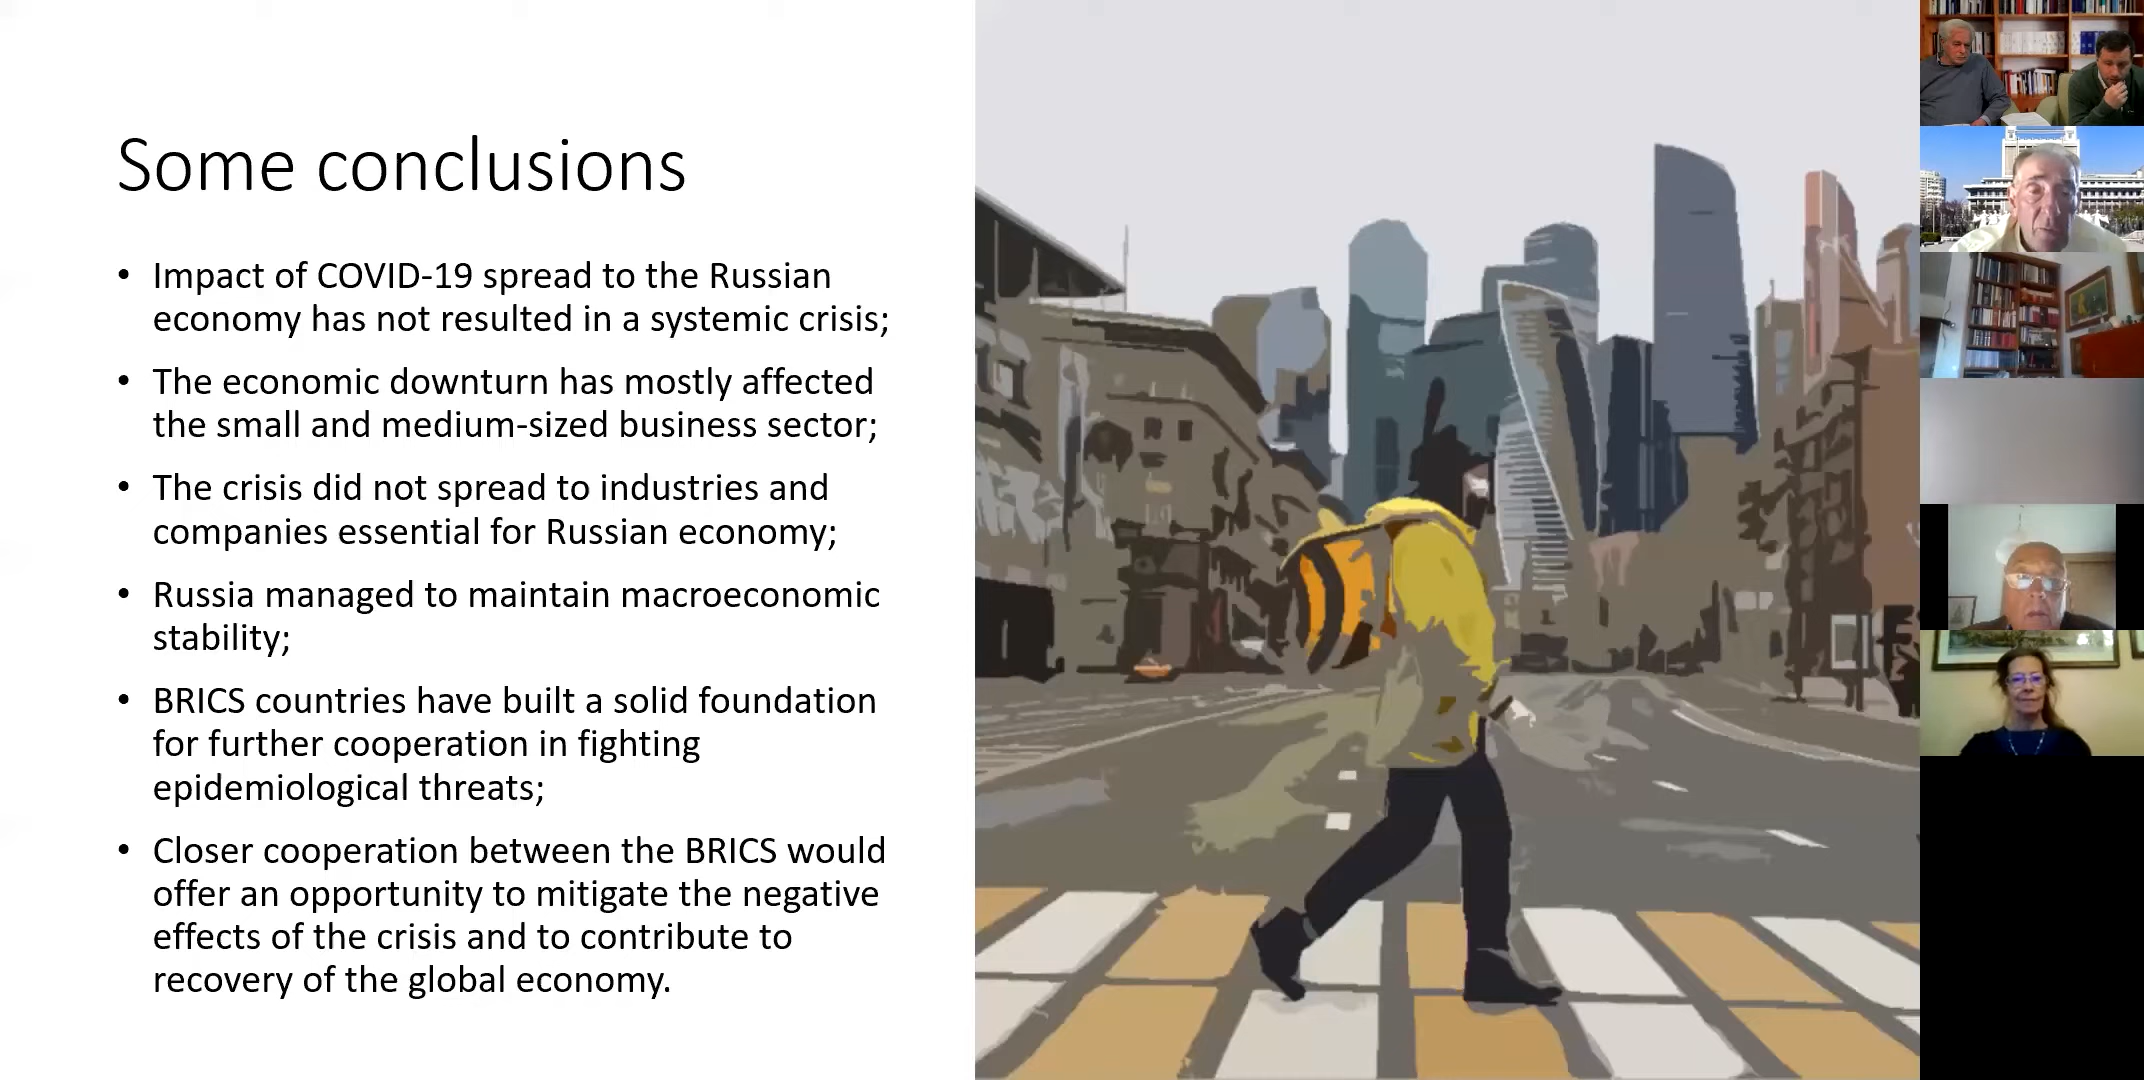 Some conclusions
• Impact of COVID-19 spread to the Russian
economy has not resulted in a systemic crisis;
• The economic downturn has mostly affected
the small and medium-sized business sector;
• The crisis did not spread to industries and
companies essential for Russian economy;
• Russia managed to maintain macroeconomic
stability;
• BRICS countries have built a solid foundation
for further cooperation in fighting
epidemiological threats;
• Closer cooperation between the BRICS would
offer an opportunity to mitigate the negative
effects of the crisis and to contribute to
recovery of the global economy.